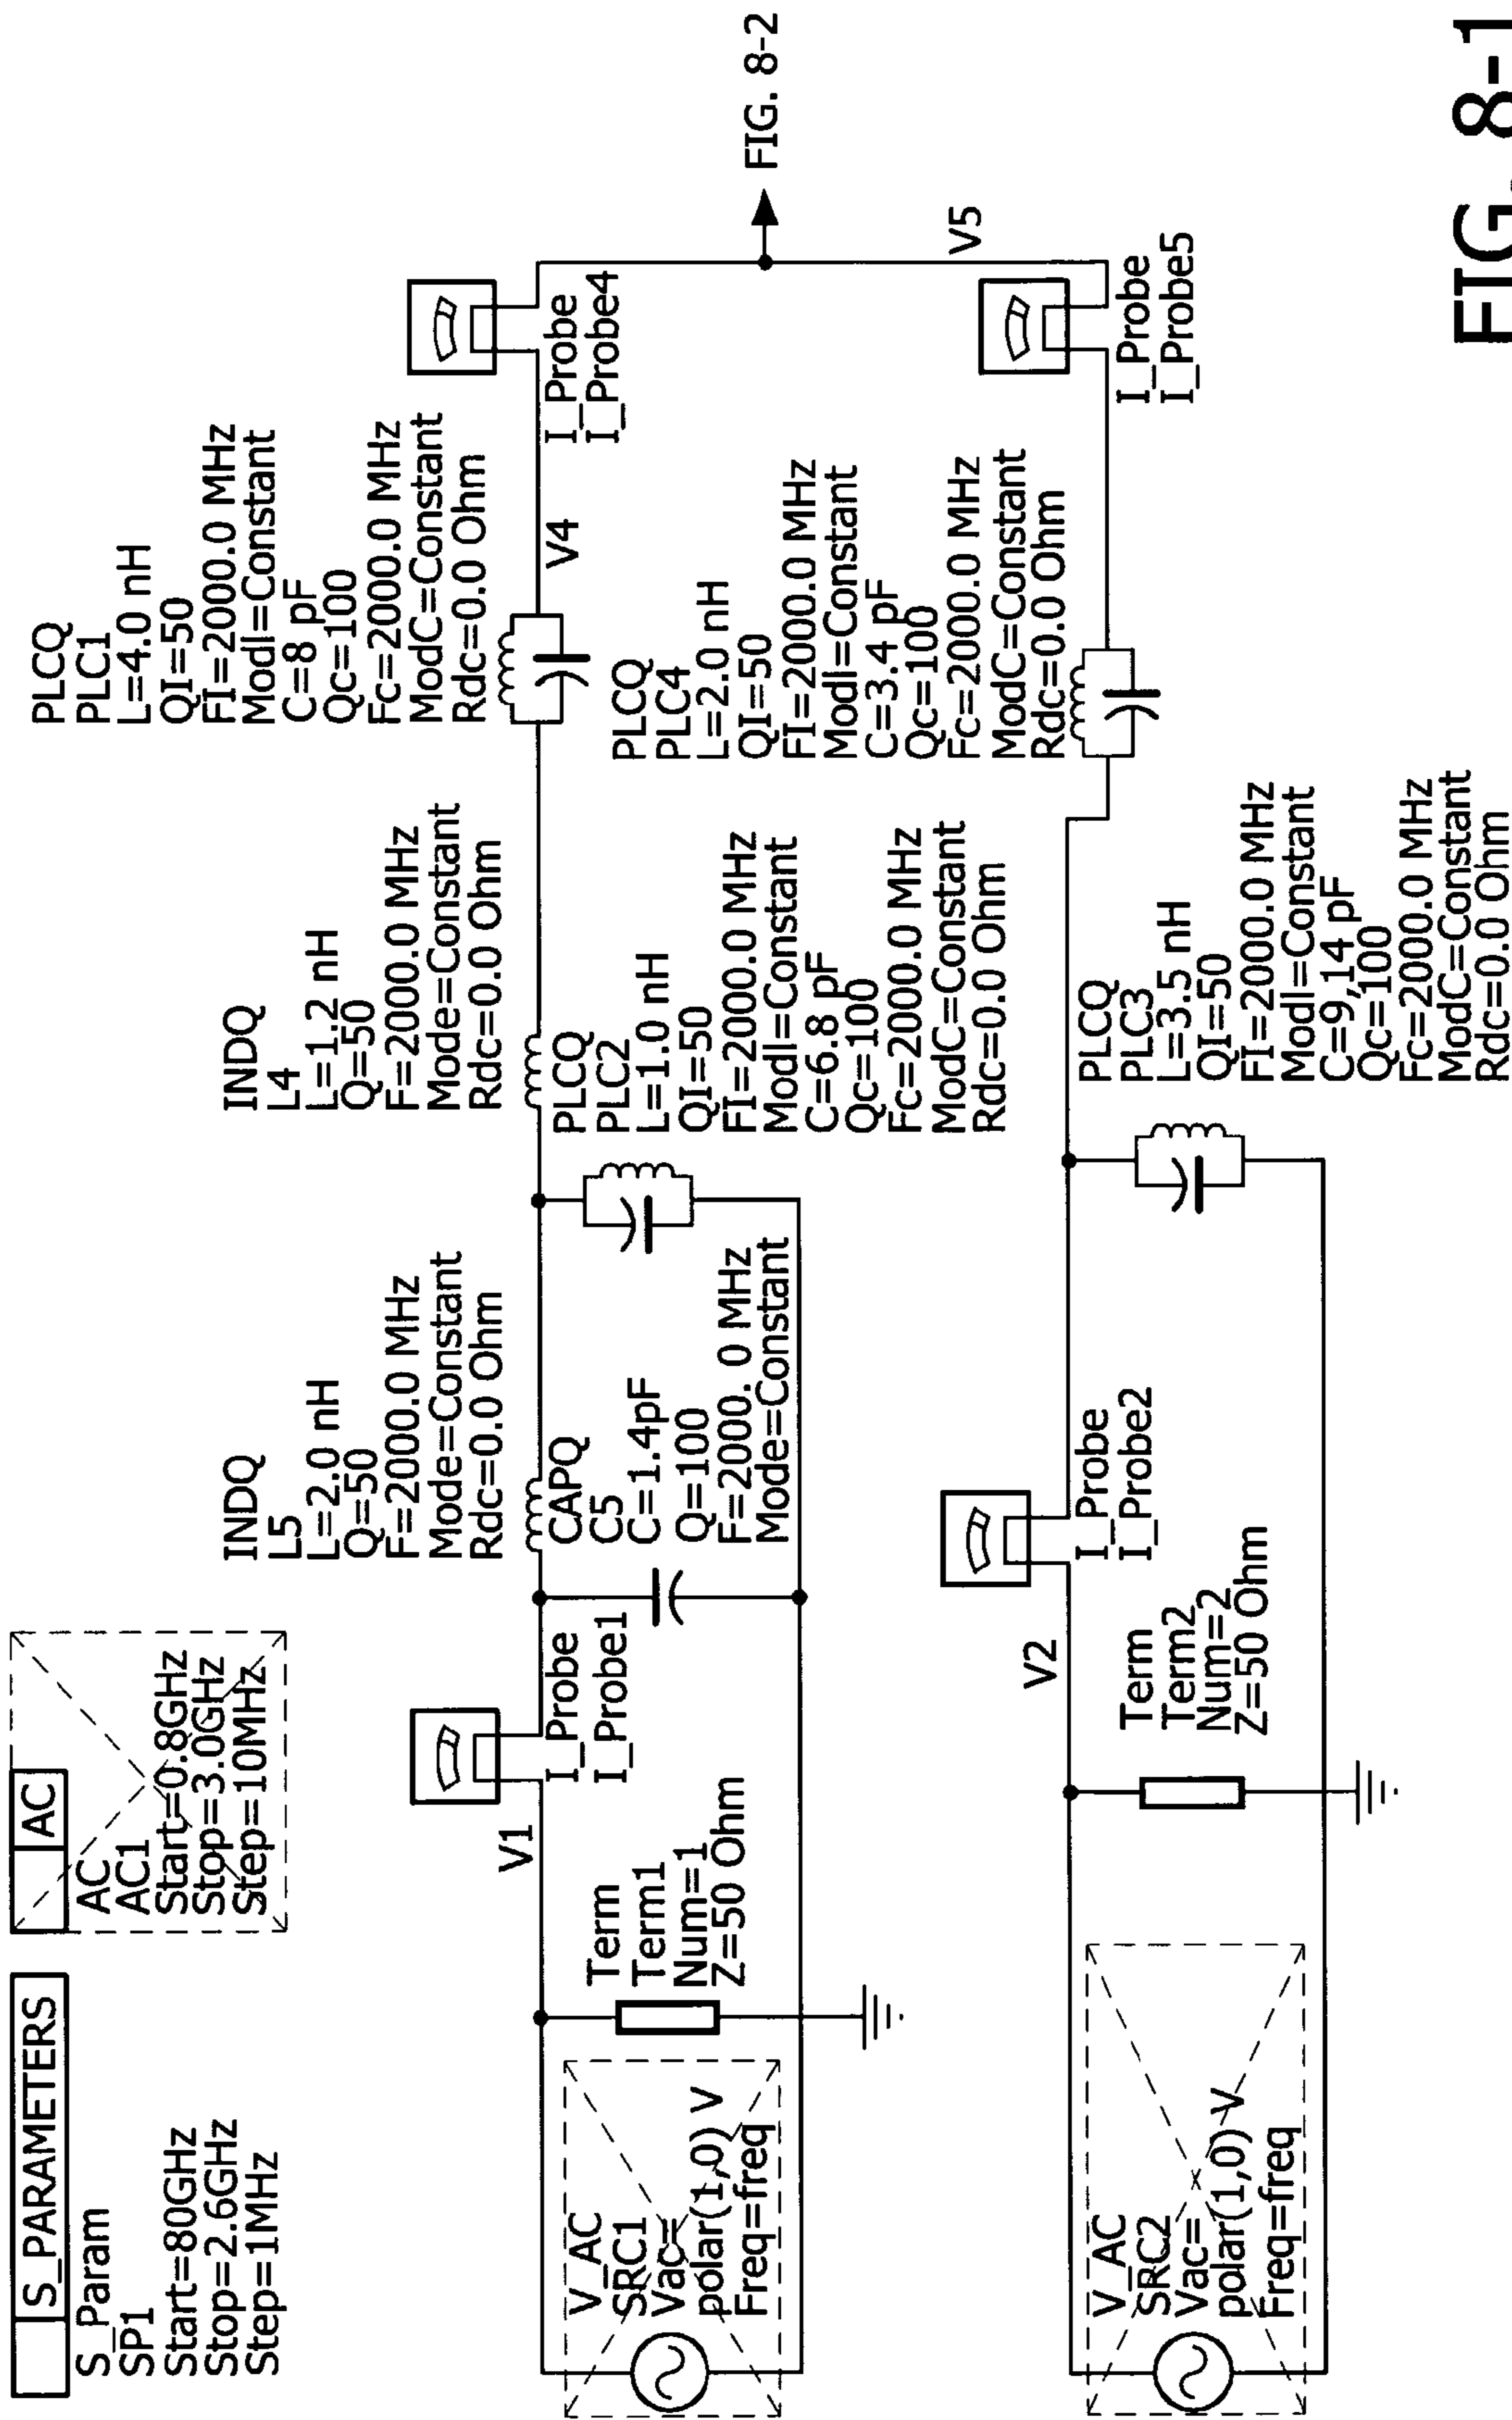 S_PARAMETERS
S_Param
SP1
Start=80GHz
Stop=2.6GHz
Step=1MHz
AC
AC
AC1
Start=0.8GHz
Stop=3.0GHz
Step=10MHz
V_AC
SRC1
Vac=
polar(1,0) V
Freq=freq
Term
Term1
Num=1
Z=50 Ohm
V1
I_Probe
I_Probe1
INDQ
L5
L=2.0 nH
Q=50
F=2000.0 MHz
Mode=Constant
Rdc=0.0 Ohm
CAPQ
C5
C=1.4pF
Q=100
F=2000. 0 MHz
Mode=Constant
INDQ
L4
L=1.2 nH
Q=50
F=2000.0 MHz
Mode=Constant
Rdc=0.0 Ohm
PLCQ
PLC2
L=1.0 nH
QI=50
FI=2000.0 MHz
Modl=Constant
C=6.8 pF
Qc=100
Fc=2000.0 MHz
ModC=Constant
Rdc=0.0 Ohm
PLCQ
PLC1
L=4.0 nH
QI=50
FI=2000.0 MHz
Modl=Constant
C=8 pF
Qc=100
Fc=2000.0 MHz
ModC=Constant
Rdc=0.0 Ohm
V4
I_Probe
I_Probe4
FIG. 8-2
V5
V_AC
SRC2
Vac=
polar(1,0) V
Freq=freq
Term
Term2
Num=2
Z=50 Ohm
V2
I_Probe
I_Probe2
PLCQ
PLC3
L=3.5 nH
QI=50
FI=2000.0 MHz
Modl=Constant
C=9,14 pF
Qc=100
Fc=2000.0 MHz
ModC=Constant
Rdc=0.0 Ohm
PLCQ
PLC4
L=2.0 nH
QI=50
FI=2000.0 MHz
Modl=Constant
C=3.4 pF
Qc=100
Fc=2000.0 MHz
ModC=Constant
Rdc=0.0 Ohm
I_Probe
I_Probe5
FIG. 8-1